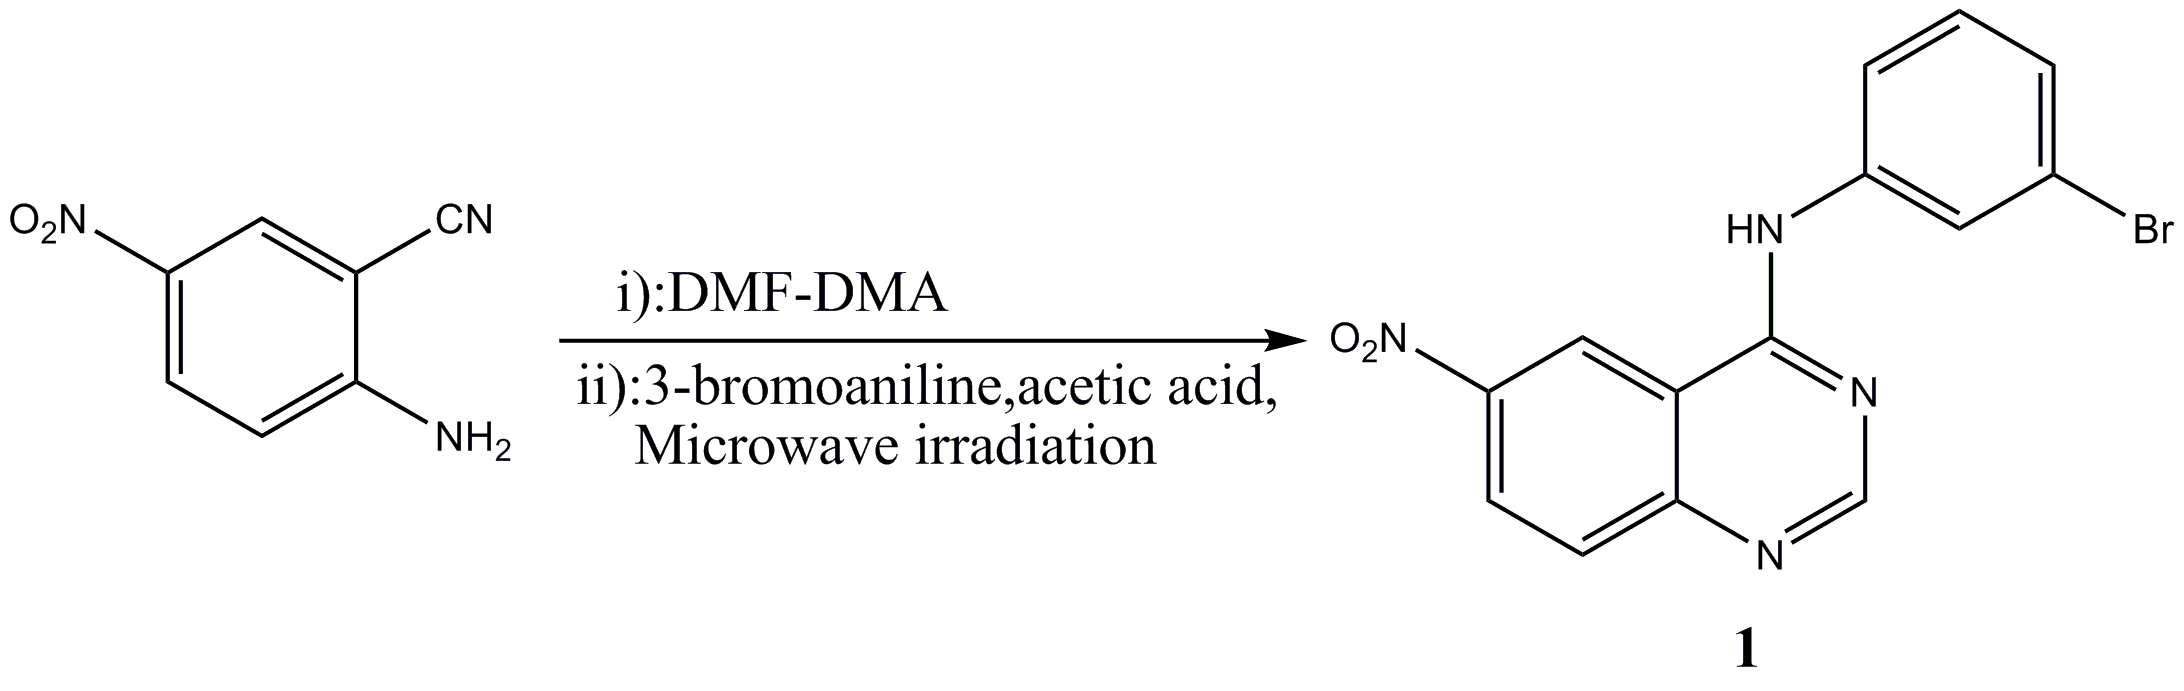 O2N
CN
NH2
i):DMF-DMA
ii):3-bromoaniline,acetic acid,
Microwave irradiation
HN
Br
O2N
N
N
1